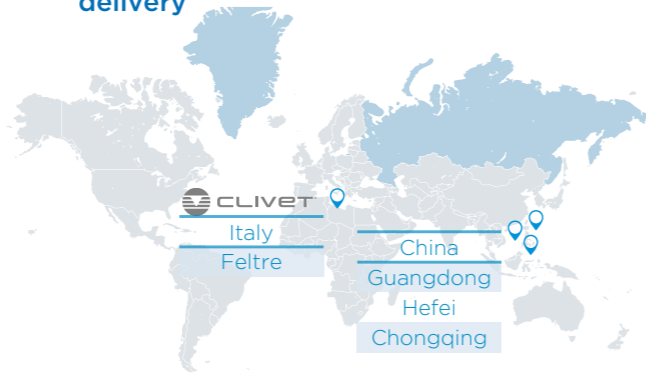 delivery
CLIVET
Italy
Feltre
China
Guangdong
Hefei
Chongqing